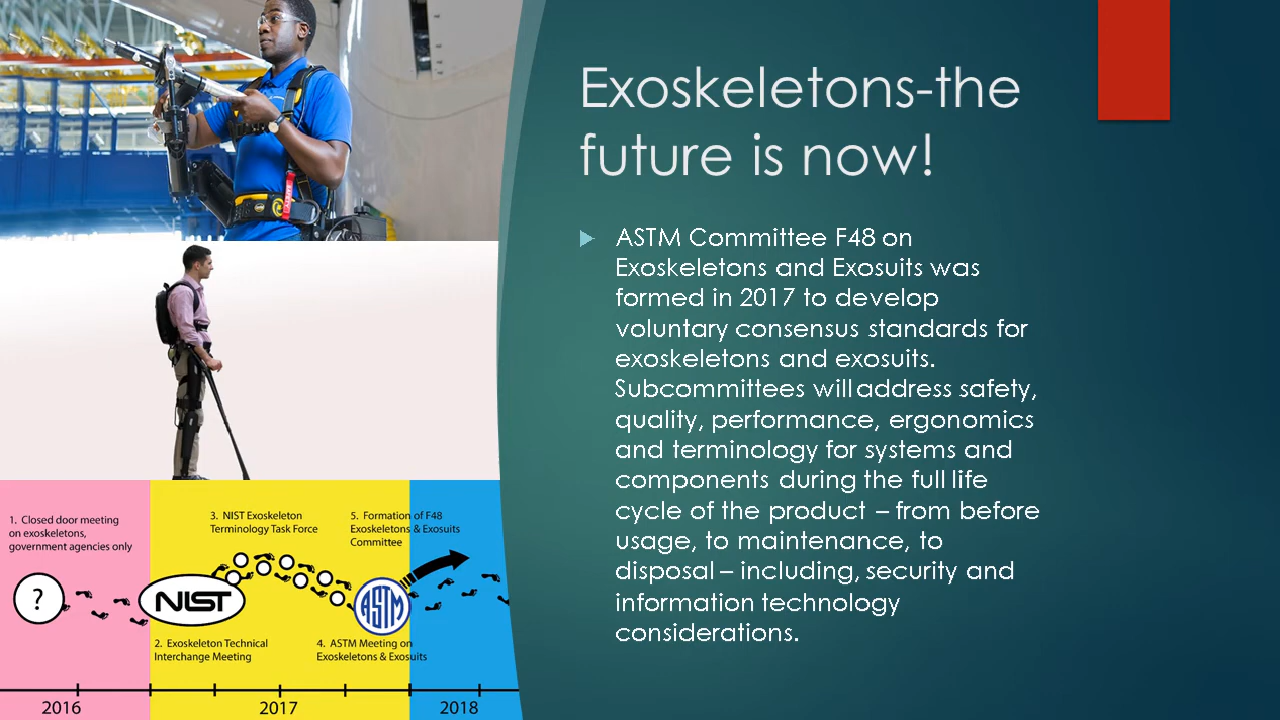 Exoskeletons-the
future is now!
ASTM Committee F48 on
Exoskeletons and Exosuits was
formed in 2017 to develop
voluntary consensus standards for
exoskeletons and exosuits.
Subcommittees will address safety,
quality, performance, ergonomics
and terminology for systems and
components during the full life
cycle of the product – from before
usage, to maintenance, to
disposal – including, security and
information technology
considerations.
1. Closed door meeting
on exoskeletons,
government agencies only
3. NIST Exoskeleton
Terminology Task Force
5. Formation of F48
Exoskeletons & Exosuits
Committee
?
NIST
ASTM
2. Exoskeleton Technical
Interchange Meeting
4. ASTM Meeting on
Exoskeletons & Exosuits
2016
2017
2018